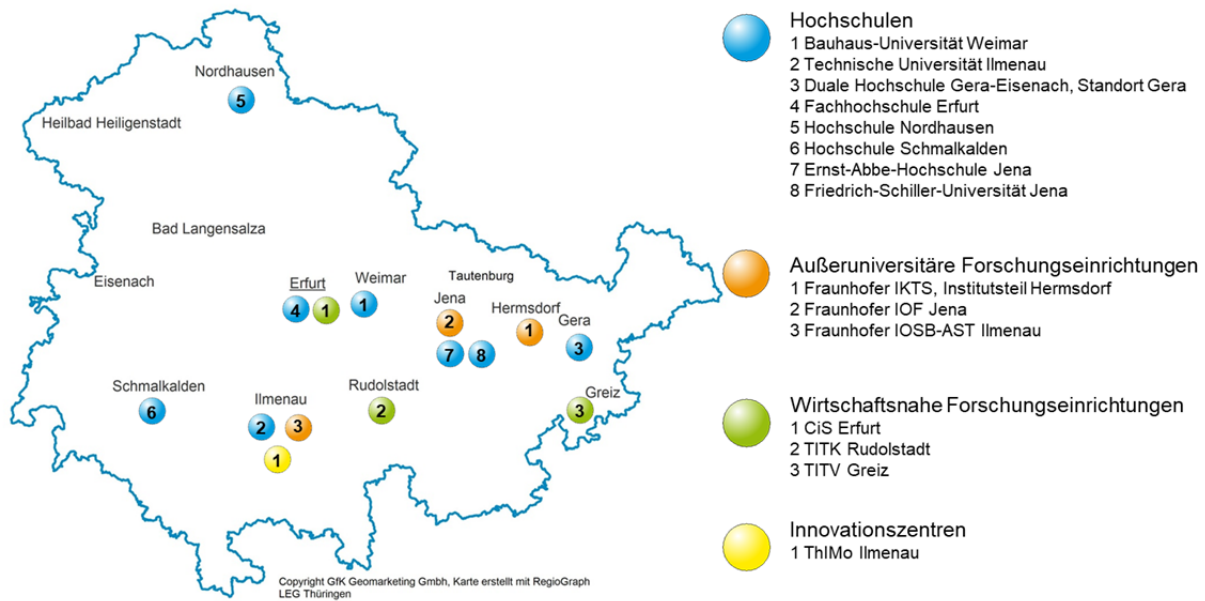 Nordhausen
5
Heilbad Heiligenstadt
Bad Langensalza
Eisenach
Erfurt
4 1
Weimar
1
Tautenburg
Jena
2
7 8
Hermsdorf
1
Gera
3
Schmalkalden
6
Ilmenau
2 3
1
Rudolstadt
2
Greiz
3
Copyright GfK Geomarketing Gmbh, Karte erstellt mit RegioGraph
LEG Thüringen
Hochschulen
1 Bauhaus-Universität Weimar
2 Technische Universität Ilmenau
3 Duale Hochschule Gera-Eisenach, Standort Gera
4 Fachhochschule Erfurt
5 Hochschule Nordhausen
6 Hochschule Schmalkalden
7 Ernst-Abbe-Hochschule Jena
8 Friedrich-Schiller-Universität Jena
Außeruniversitäre Forschungseinrichtungen
1 Fraunhofer IKTS, Institutsteil Hermsdorf
2 Fraunhofer IOF Jena
3 Fraunhofer IOSB-AST Ilmenau
Wirtschaftsnahe Forschungseinrichtungen
1 CiS Erfurt
2 TITK Rudolstadt
3 TITV Greiz
Innovationszentren
1 ThIMo Ilmenau